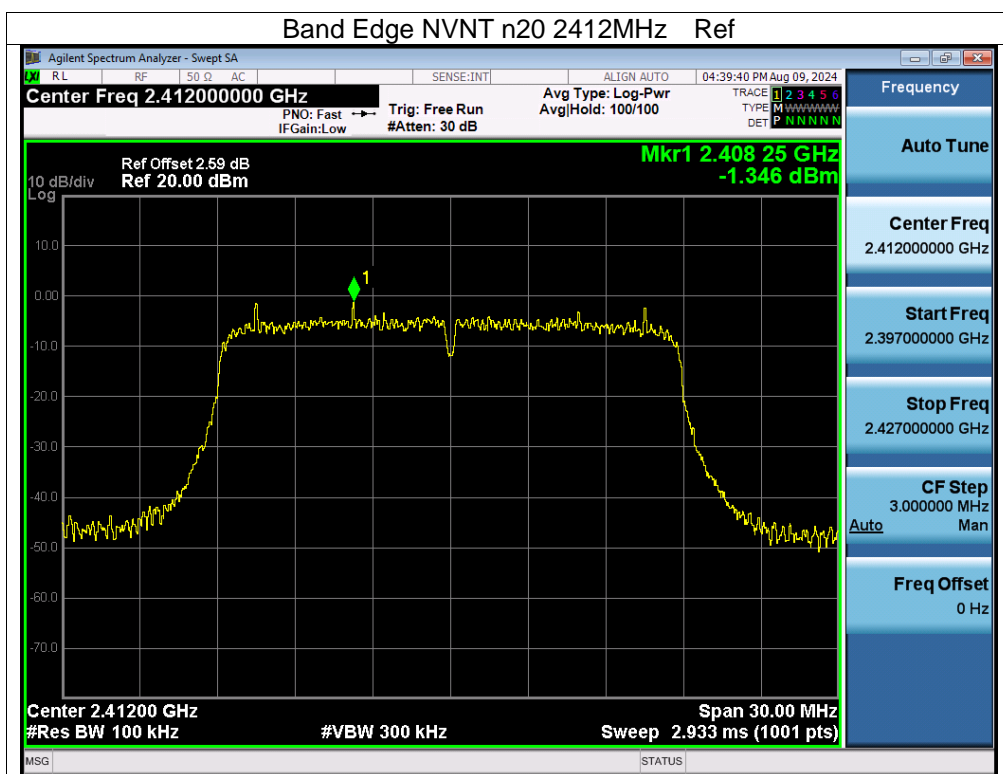 Band Edge NVNT n20 2412MHz Ref
Agilent Spectrum Analyzer - Swept SA
LXI RL RF 50 Ω AC SENSE:INT ALIGN AUTO 04:39:40 PM Aug 09, 2024
Center Freq 2.412000000 GHz
PNO: Fast
IFGain:Low
Trig: Free Run
#Atten: 30 dB
Avg Type: Log-Pwr
Avg|Hold: 100/100
TRACE 1 2 3 4 5 6
TYPE M WWWWW
DET P N N N N N
Mkr1 2.408 25 GHz
-1.346 dBm
Ref Offset 2.59 dB
10 dB/div Ref 20.00 dBm
Log
10.0
0.00
-10.0
-20.0
-30.0
-40.0
-50.0
-60.0
-70.0
1
Center 2.41200 GHz Span 30.00 MHz
#Res BW 100 kHz #VBW 300 kHz Sweep 2.933 ms (1001 pts)
MSG STATUS
Frequency
Auto Tune
Center Freq
2.412000000 GHz
Start Freq
2.397000000 GHz
Stop Freq
2.427000000 GHz
CF Step
3.000000 MHz
Auto Man
Freq Offset
0 Hz